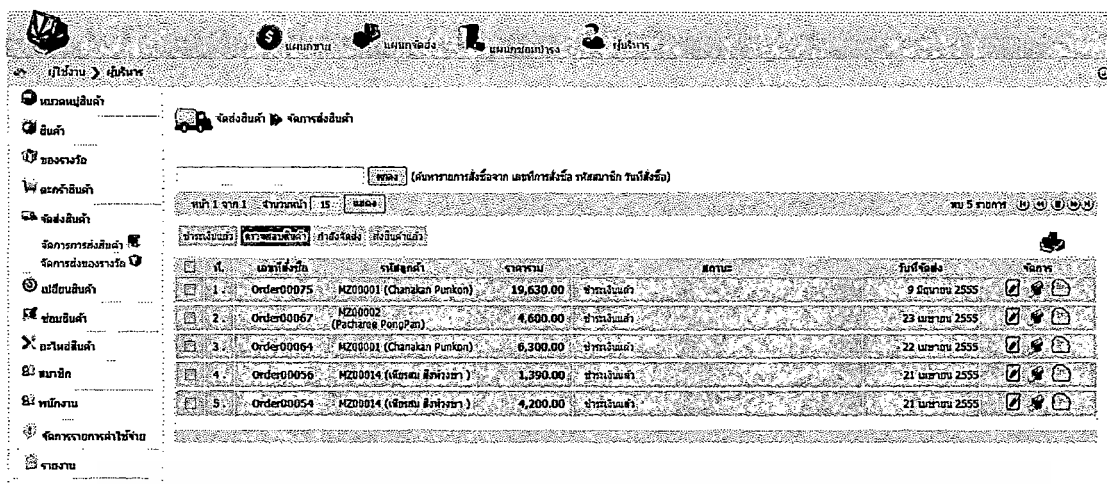 แผนกขาย แผนกจัดส่ง แผนกซ่อมบำรุง ผู้บริหาร
ผู้ใช้งาน ผู้บริหาร
หมวดหมู่สินค้า
สินค้า
ของรางวัล
ตะกร้าสินค้า
จัดส่งสินค้า
จัดการการส่งสินค้า
จัดการส่งของรางวัล
เปลี่ยนสินค้า
ซ่อมสินค้า
อะไหล่สินค้า
สมาชิก
พนักงาน
จัดการรายการค่าใช้จ่าย
รายงาน
จัดส่งสินค้า จัดการส่งสินค้า
แสดง (ค้นหารายการสั่งซื้อจาก เลขที่การสั่งซื้อ รหัสสมาชิก วันที่สั่งซื้อ)
หน้า 1 จาก 1 จำนวนหน้า 15 แสดง พบ 5 รายการ
ชำระเงินแล้ว ตรวจสอบสินค้า กำลังจัดส่ง ส่งสินค้าแล้ว
ที่. เลขที่สั่งซื้อ รหัสลูกค้า ราคารวม สถานะ วันที่จัดส่ง จัดการ
1. Order00075 MZ00001 (Chanakan Punkon) 19,630.00 ชำระเงินแล้ว 9 มิถุนายน 2555
2. Order00067 MZ00002 (Pacharee PongPan) 4,600.00 ชำระเงินแล้ว 23 เมษายน 2555
3. Order00064 MZ00001 (Chanakan Punkon) 6,300.00 ชำระเงินแล้ว 22 เมษายน 2555
4. Order00056 MZ00014 1,390.00 ชำระเงินแล้ว 21 เมษายน 2555
5. Order00054 MZ00014 4,200.00 ชำระเงินแล้ว 21 เมษายน 2555